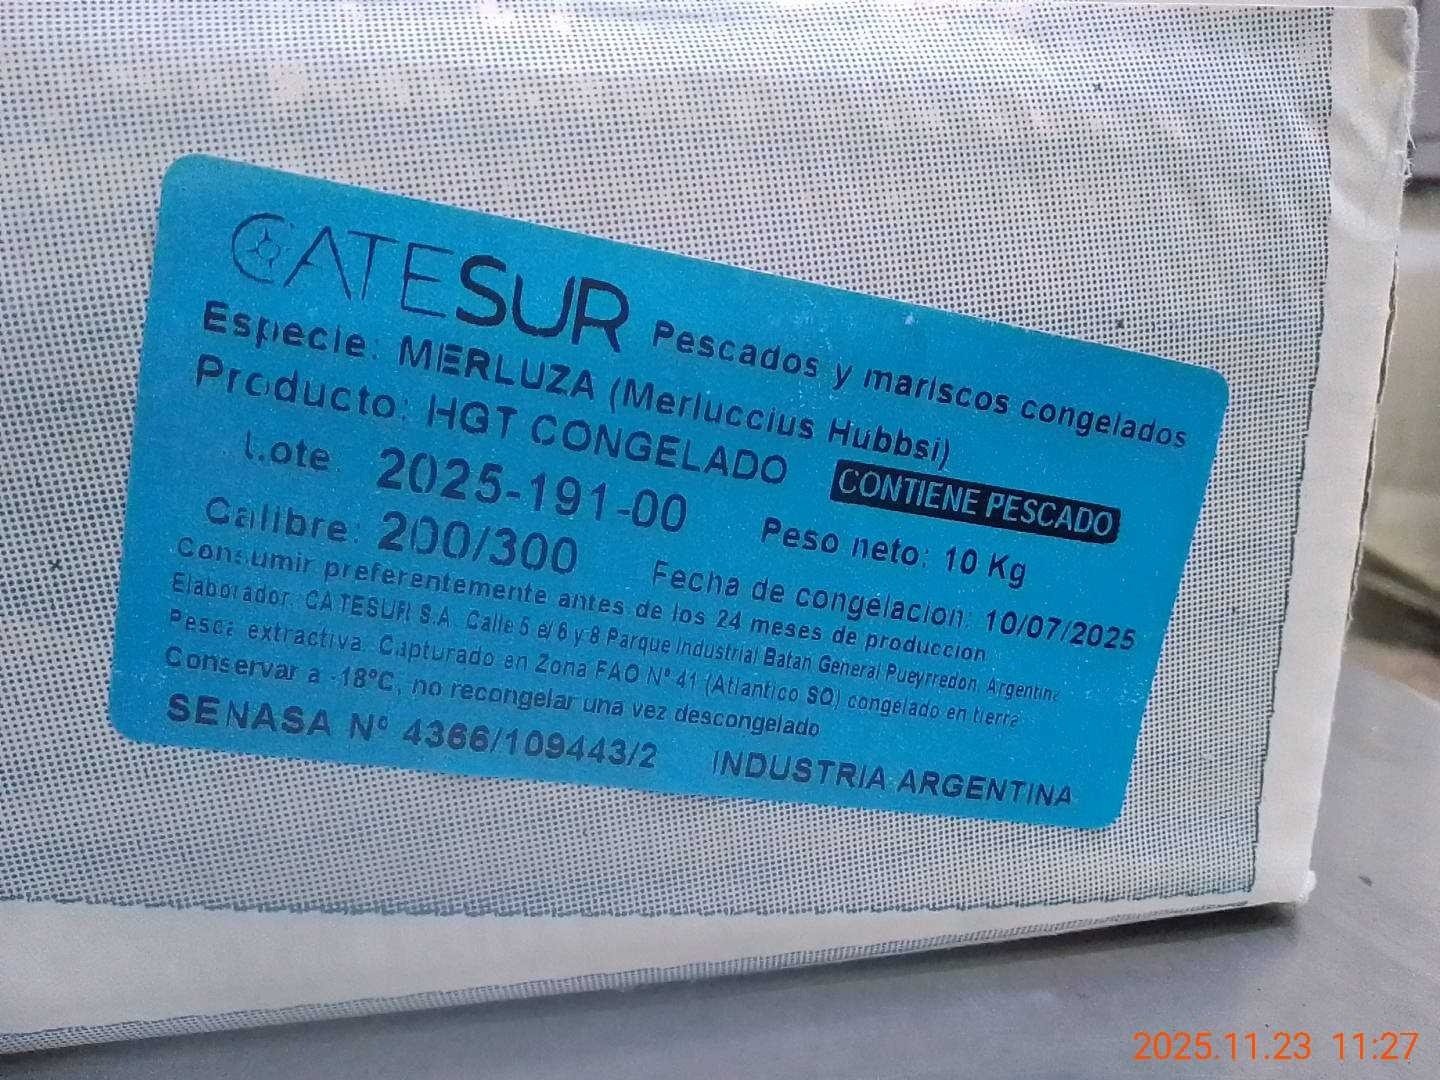 CATESUR Pescados y mariscos congelados
Especie: MERLUZA (Merluccius Hubbsi)
Producto: HGT CONGELADO CONTIENE PESCADO
Lote 2025-191-00 Peso neto: 10 Kg
Calibre: 200/300 Fecha de congelacion: 10/07/2025
Consumir preferentemente antes de los 24 meses de produccion
Elaborador: CATESUR S.A. Calle 5 e/ 6 y 8 Parque Industrial Batan General Pueyrredon, Argentina
Pesca extractiva. Capturado en Zona FAO Nº 41 (Atlantico SO) congelado en tierra
Conservar a -18ºC, no recongelar una vez descongelado
SENASA Nº 4366/109443/2 INDUSTRIA ARGENTINA
2025.11.23 11:27